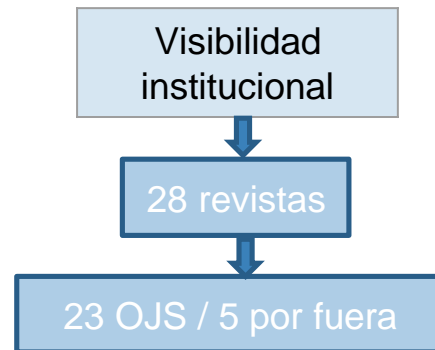 Visibilidad
institucional
28 revistas
23 OJS / 5 por fuera